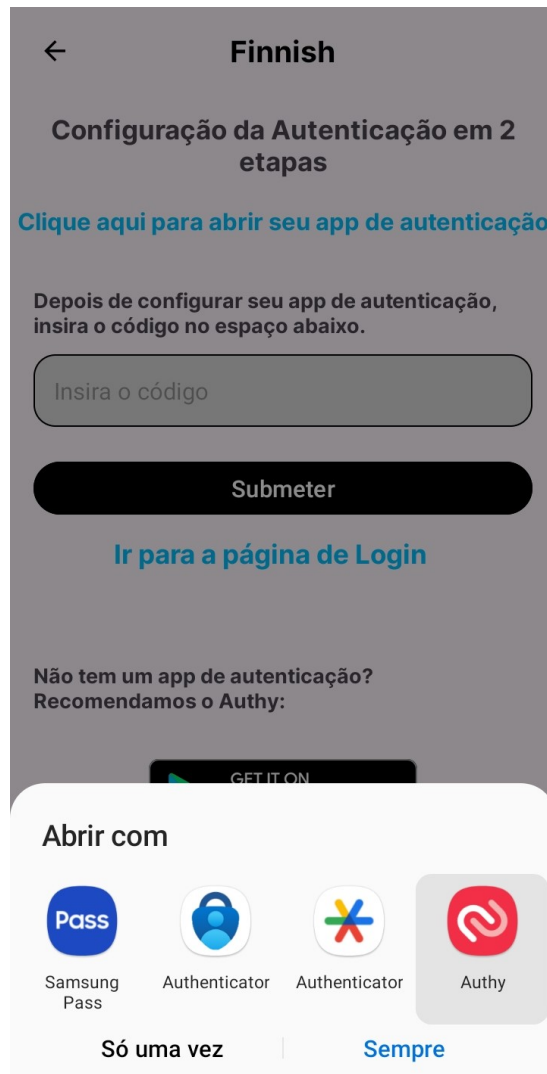 Finnish
Configuração da Autenticação em 2
etapas
Clique aqui para abrir seu app de autenticação
Depois de configurar seu app de autenticação,
insira o código no espaço abaixo.
Insira o código
Submeter
Ir para a página de Login
Não tem um app de autenticação?
Recomendamos o Authy:
GET IT ON
Abrir com
Pass
Samsung
Pass
Authenticator
Authenticator
Authy
Só uma vez
Sempre